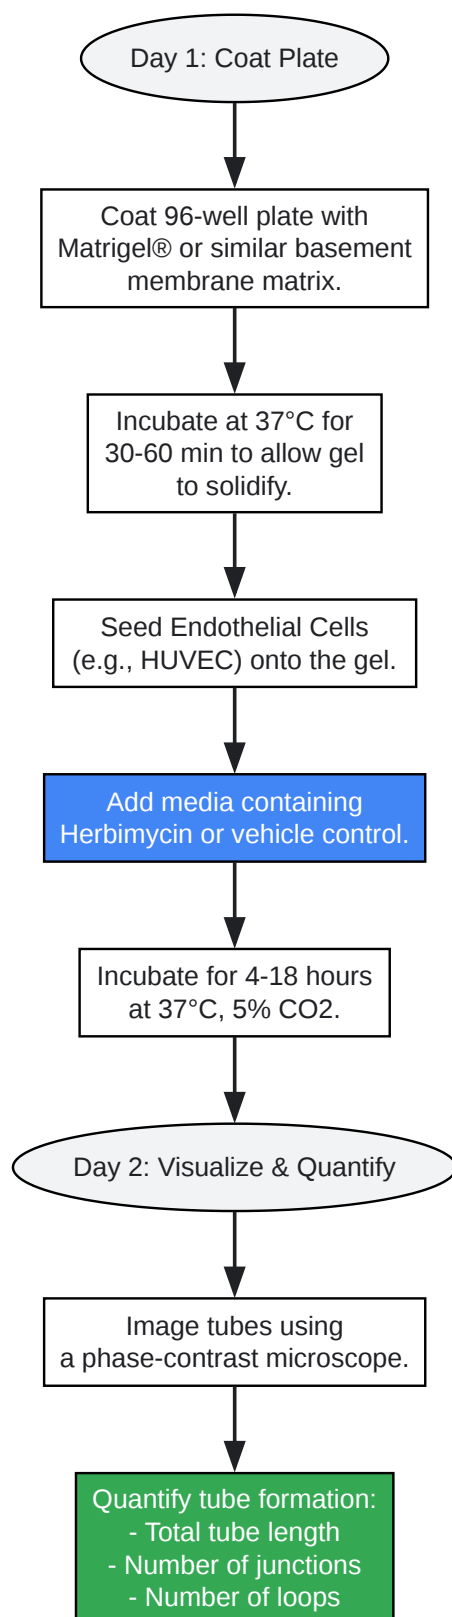 Day 1: Coat Plate
Coat 96-well plate with
Matrigel® or similar basement
membrane matrix.
Incubate at 37°C for
30-60 min to allow gel
to solidify.
Seed Endothelial Cells
(e.g., HUVEC) onto the gel.
Add media containing
Herbimycin or vehicle control.
Incubate for 4-18 hours
at 37°C, 5% CO2.
Day 2: Visualize & Quantify
Image tubes using
a phase-contrast microscope.
Quantify tube formation:
- Total tube length
- Number of junctions
- Number of loops